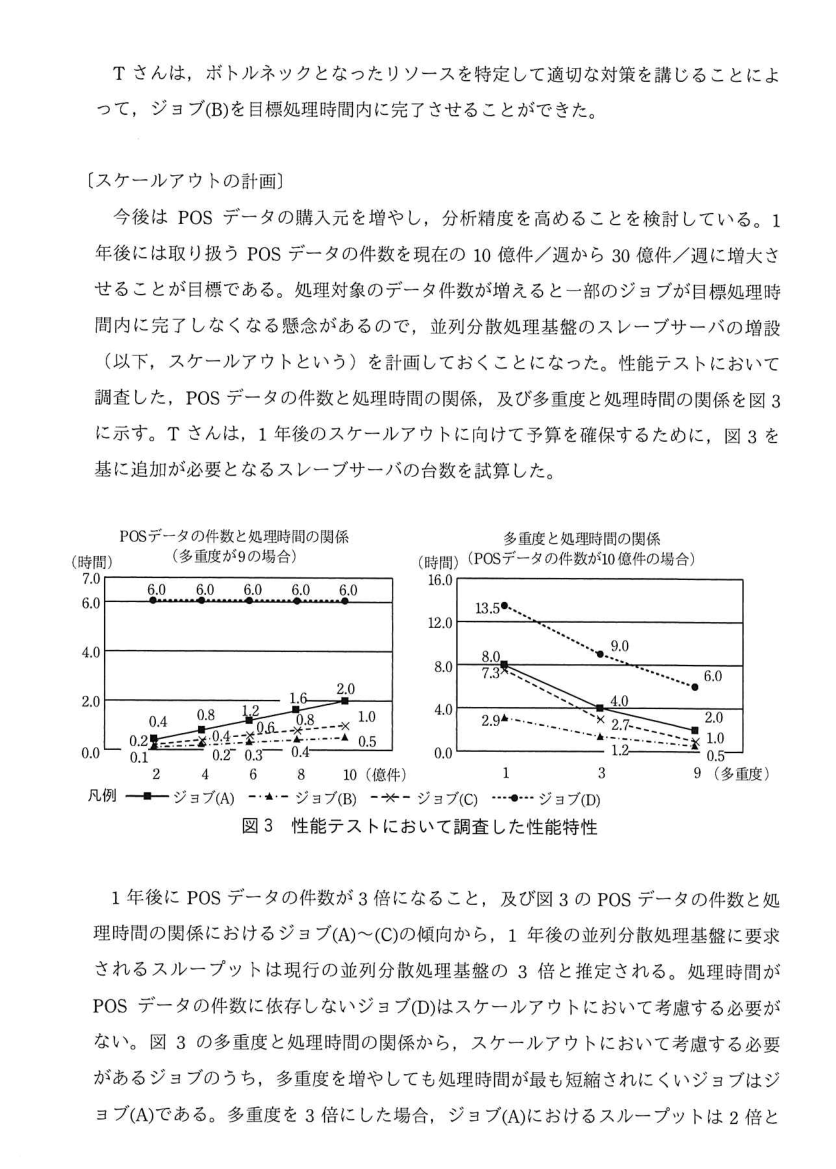 T さんは，ボトルネックとなったリソースを特定して適切な対策を講じることによ
って，ジョブ(B)を目標処理時間内に完了させることができた。
〔スケールアウトの計画〕
今後は POS データの購入元を増やし，分析精度を高めることを検討している。1
年後には取り扱う POS データの件数を現在の 10 億件／週から 30 億件／週に増大さ
せることが目標である。処理対象のデータ件数が増えると一部のジョブが目標処理時
間内に完了しなくなる懸念があるので，並列分散処理基盤のスレーブサーバの増設
（以下，スケールアウトという）を計画しておくことになった。性能テストにおいて
調査した，POS データの件数と処理時間の関係，及び多重度と処理時間の関係を図 3
に示す。T さんは，1 年後のスケールアウトに向けて予算を確保するために，図 3 を
基に追加が必要となるスレーブサーバの台数を試算した。
POSデータの件数と処理時間の関係
（多重度が9の場合）
（時間）
7.0
6.0
4.0
2.0
0.0
6.0 6.0 6.0 6.0 6.0
0.4 0.8 1.2 1.6 2.0
0.2 0.4 0.6 0.8 1.0
0.1 0.2 0.3 0.4 0.5
2 4 6 8 10（億件）
多重度と処理時間の関係
（時間）（POSデータの件数が10億件の場合）
16.0
12.0
8.0
4.0
0.0
13.5 9.0 6.0
8.0 4.0 2.0
7.3 2.7 1.0
2.9 1.2 0.5
1 3 9（多重度）
凡例 ジョブ(A) ジョブ(B) ジョブ(C) ジョブ(D)
図 3 性能テストにおいて調査した性能特性
1 年後に POS データの件数が 3 倍になること，及び図 3 の POS データの件数と処
理時間の関係におけるジョブ(A)～(C)の傾向から，1 年後の並列分散処理基盤に要求
されるスループットは現行の並列分散処理基盤の 3 倍と推定される。処理時間が
POS データの件数に依存しないジョブ(D)はスケールアウトにおいて考慮する必要が
ない。図 3 の多重度と処理時間の関係から，スケールアウトにおいて考慮する必要
があるジョブのうち，多重度を増やしても処理時間が最も短縮されにくいジョブはジ
ョブ(A)である。多重度を 3 倍にした場合，ジョブ(A)におけるスループットは 2 倍と